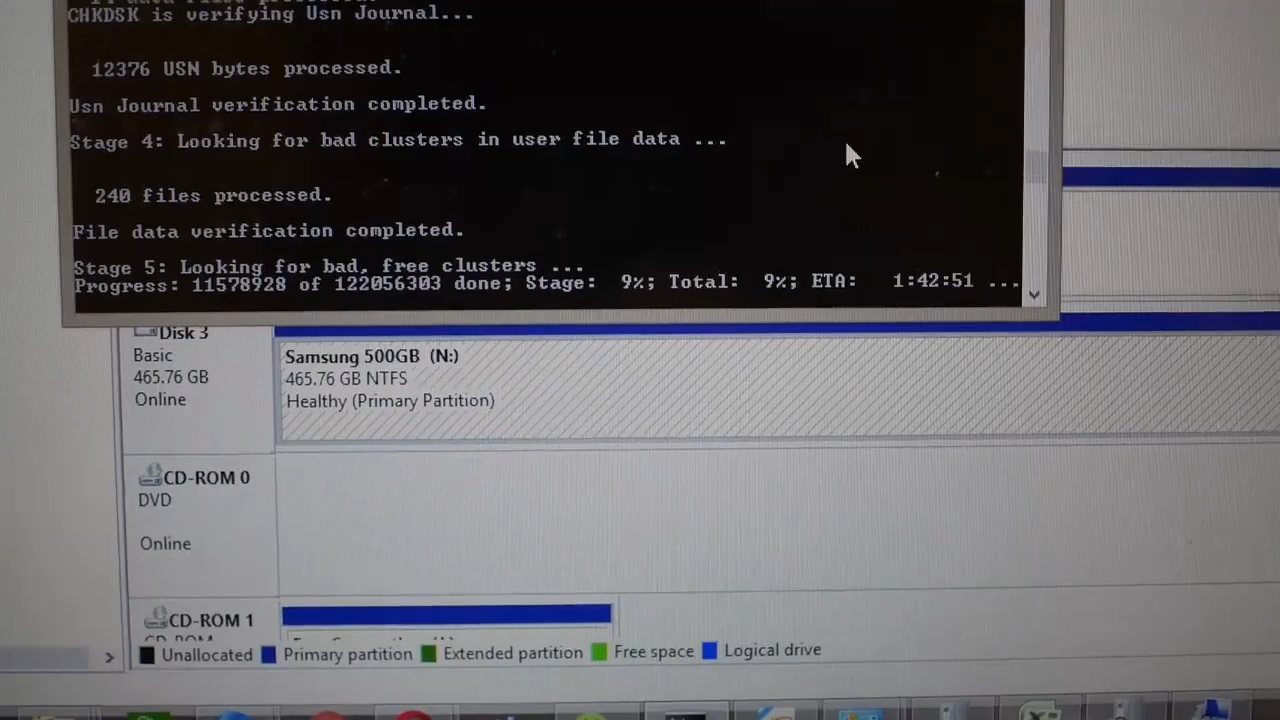 CHKDSK is verifying Usn Journal...
12376 USN bytes processed.
Usn Journal verification completed.
Stage 4: Looking for bad clusters in user file data ...
240 files processed.
File data verification completed.
Stage 5: Looking for bad, free clusters ...
Progress: 11578928 of 122056303 done; Stage:  9%; Total:  9%; ETA:   1:42:51 ...
Disk 3
Basic
465.76 GB
Online
Samsung 500GB (N:)
465.76 GB NTFS
Healthy (Primary Partition)
CD-ROM 0
DVD
Online
CD-ROM 1
CD-ROM
Unallocated Primary partition Extended partition Free space Logical drive